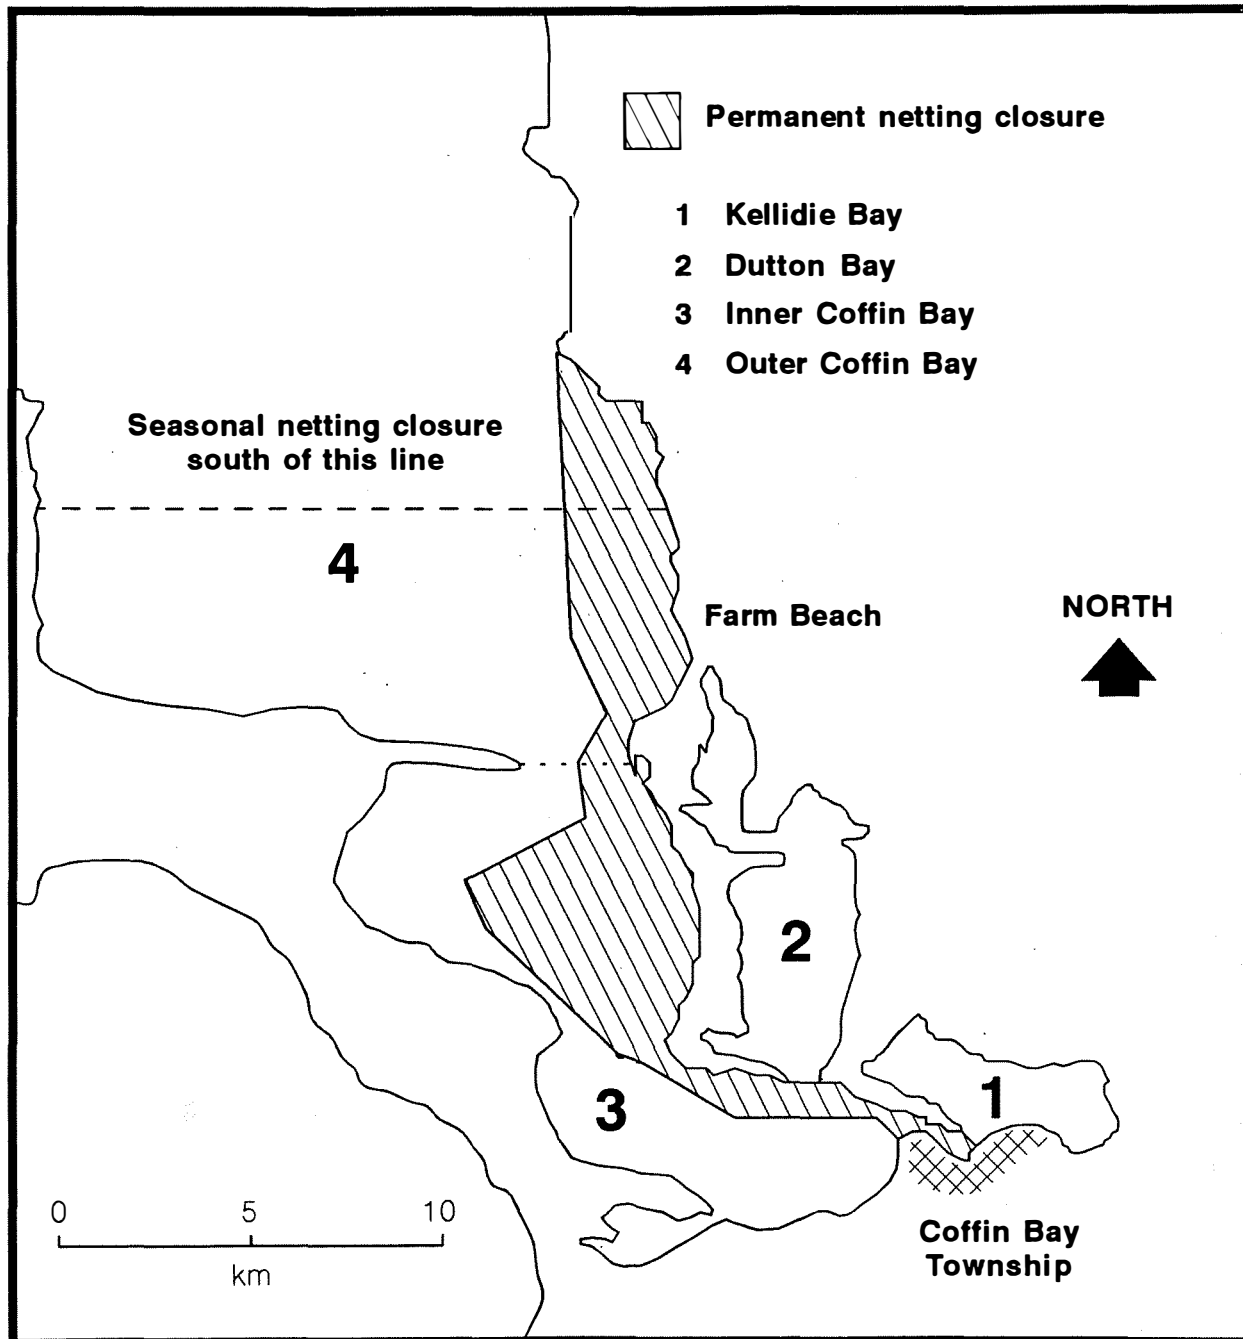 Permanent netting closure
1 Kellidie Bay
2 Dutton Bay
3 Inner Coffin Bay
4 Outer Coffin Bay
Seasonal netting closure
south of this line
4
Farm Beach
NORTH
2
1
3
0 5 10
km
Coffin Bay
Township